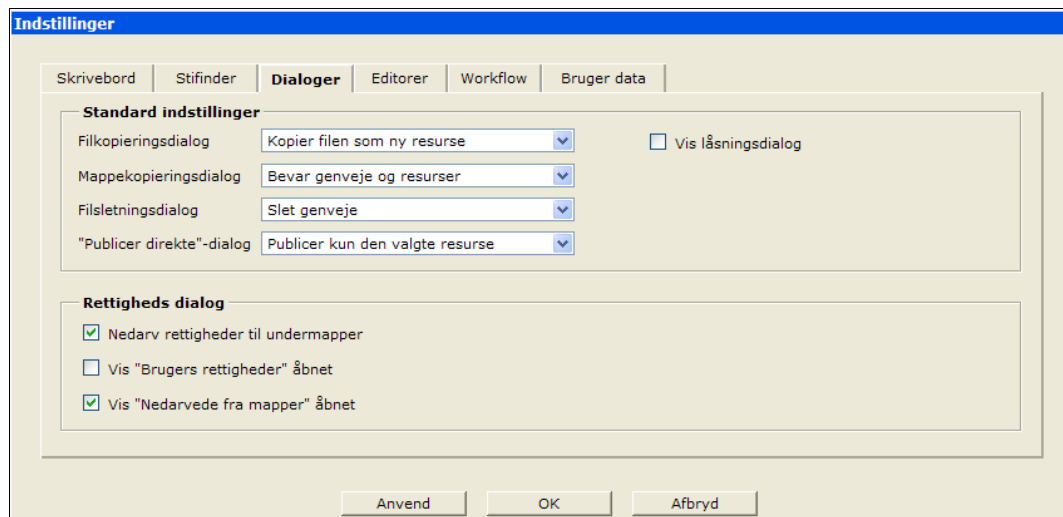 Indstillinger
Skrivebord Stifinder Dialoger Editorer Workflow Bruger data
Standard indstillinger
Filkopieringsdialog Kopier filen som ny resurse Vis låsningsdialog
Mappekopieringsdialog Bevar genveje og resurser
Filsletningsdialog Slet genveje
"Publicer direkte"-dialog Publicer kun den valgte resurse
Rettigheds dialog
Nedarv rettigheder til undermapper
Vis "Brugers rettigheder" åbnet
Vis "Nedarvede fra mapper" åbnet
Anvend OK Afbryd